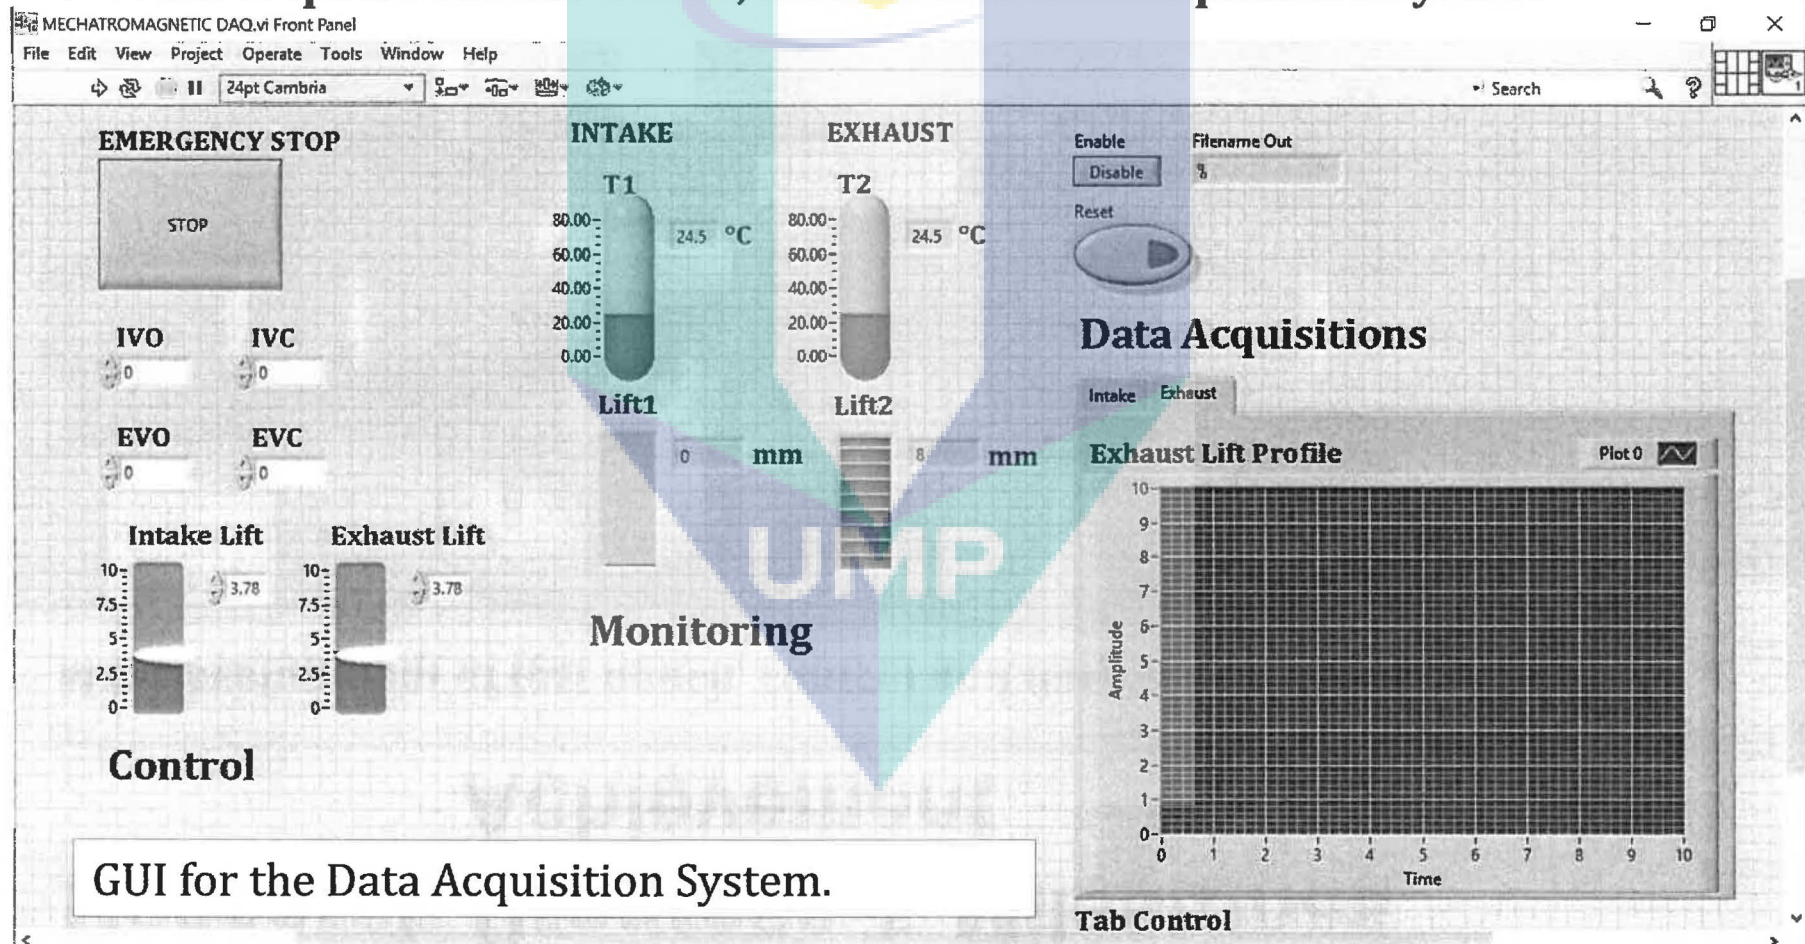 MECHATROMAGNETIC DAQ.vi Front Panel
File Edit View Project Operate Tools Window Help
24pt Cambria
Search
EMERGENCY STOP
STOP
IVO IVC
0 0
EVO EVC
0 0
Intake Lift Exhaust Lift
10 7.5 5 2.5 0
3.78
10 7.5 5 2.5 0
3.78
Control
INTAKE EXHAUST
T1 T2
80.00 60.00 40.00 20.00 0.00
24.5 °C
80.00 60.00 40.00 20.00 0.00
24.5 °C
Lift1 Lift2
0 mm 8 mm
Monitoring
UMP
Enable Filename Out
Disable %
Reset
Data Acquisitions
Intake Exhaust
Exhaust Lift Profile Plot 0
Amplitude
10
9
8
7
6
5
4
3
2
1
0
0 1 2 3 4 5 6 7 8 9 10
Time
Tab Control
GUI for the Data Acquisition System.